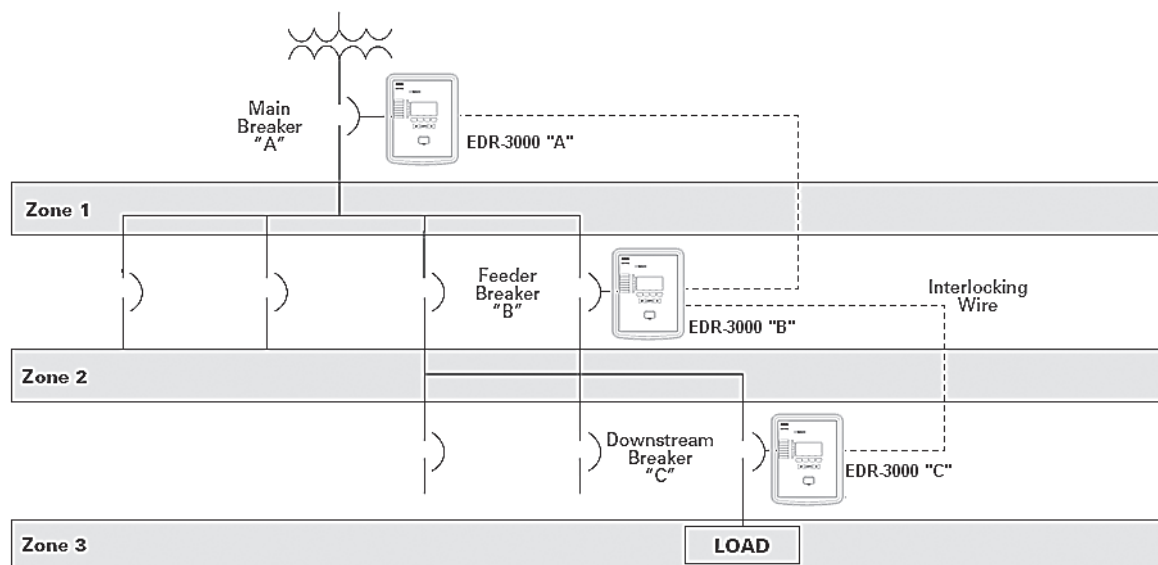 Main
Breaker
"A"
EDR-3000 "A"
Zone 1
Feeder
Breaker
"B"
EDR-3000 "B"
Interlocking
Wire
Zone 2
Downstream
Breaker
"C"
EDR-3000 "C"
Zone 3
LOAD